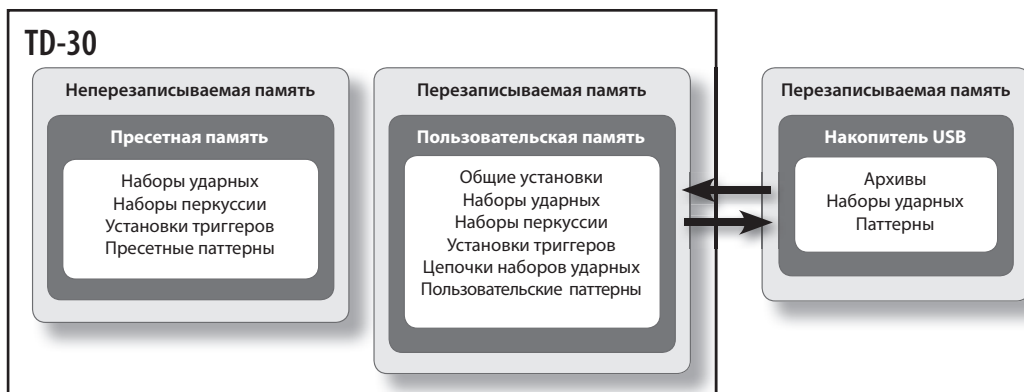 TD-30
Неперезаписываемая память
Пресетная память
Наборы ударных
Наборы перкуссии
Установки триггеров
Пресетные паттерны
Перезаписываемая память
Пользовательская память
Общие установки
Наборы ударных
Наборы перкуссии
Установки триггеров
Цепочки наборов ударных
Пользовательские паттерны
Перезаписываемая память
Накопитель USB
Архивы
Наборы ударных
Паттерны